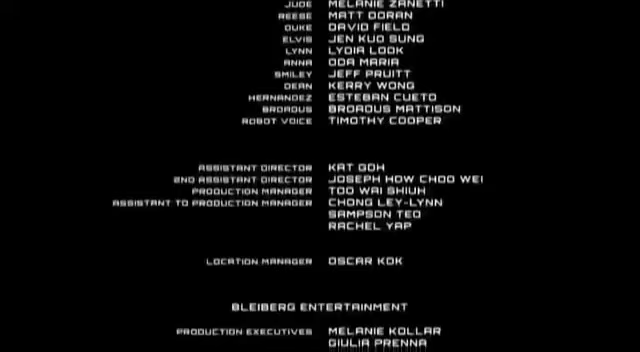 JUDE MELANIE ZANETTI
REESE MATT DORAN
DUKE DAVID FIELD
ELVIS JEN KUO SUNG
LYNN LYDIA LOOK
ANNA ODA MARIA
SMILEY JEFF PRUITT
DEAN KERRY WONG
HERNANDEZ ESTEBAN CUETO
BROADUS BROADUS MATTISON
ROBOT VOICE TIMOTHY COOPER
ASSISTANT DIRECTOR KAT GOH
2ND ASSISTANT DIRECTOR JOSEPH HOW CHOO WEI
PRODUCTION MANAGER TOO WAI SHIUH
ASSISTANT TO PRODUCTION MANAGER CHONG LEY-LYNN
SAMPSON TEO
RACHEL YAP
LOCATION MANAGER OSCAR KOK
BLEIBERG ENTERTAINMENT
PRODUCTION EXECUTIVES MELANIE KOLLAR
GIULIA PRENNA